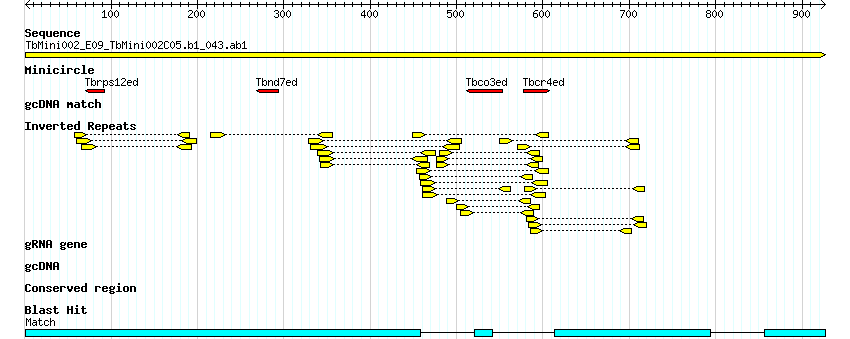 100 200 300 400 500 600 700 800 900
Sequence
TbMini002_E09_TbMini002C05.b1_043.ab1
Minicircle
Tbrps12ed Tbnd7ed Tbco3ed Tbcr4ed
gcDNA match
Inverted Repeats
gRNA gene
gcDNA
Conserved region
Blast Hit
Match